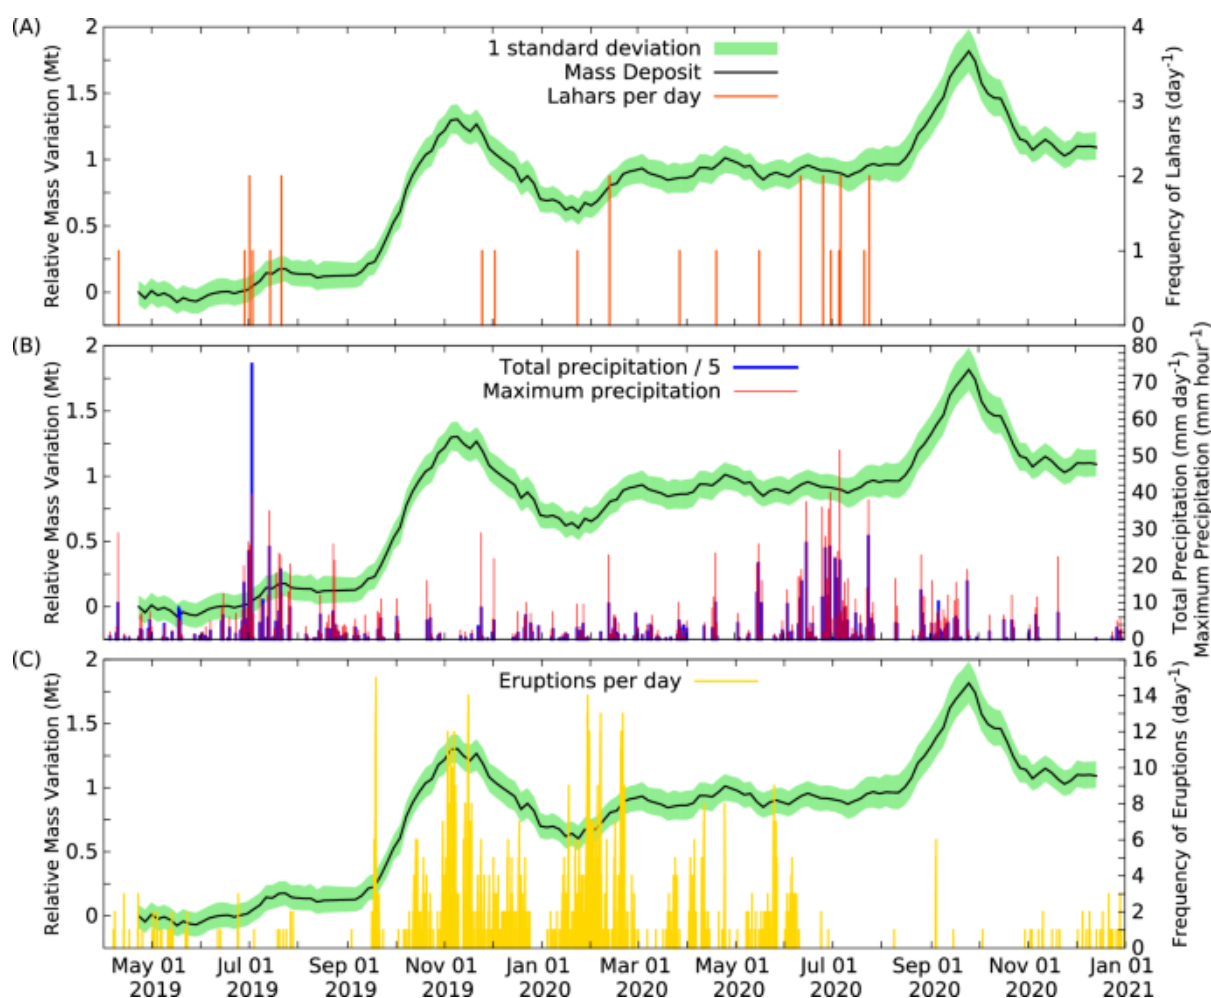 (A)
Relative Mass Variation (Mt)
2
1.5
1
0.5
0
1 standard deviation
Mass Deposit
Lahars per day
4
3
2
1
0
Frequency of Lahars (day-1)
(B)
Relative Mass Variation (Mt)
2
1.5
1
0.5
0
Total precipitation / 5
Maximum precipitation
80
70
60
50
40
30
20
10
0
Total Precipitation (mm day-1)
Maximum Precipitation (mm hour-1)
(C)
Relative Mass Variation (Mt)
2
1.5
1
0.5
0
Eruptions per day
16
14
12
10
8
6
4
2
0
Frequency of Eruptions (day-1)
May 01 Jul 01 Sep 01 Nov 01 Jan 01 Mar 01 May 01 Jul 01 Sep 01 Nov 01 Jan 01
2019 2019 2019 2019 2020 2020 2020 2020 2020 2020 2021